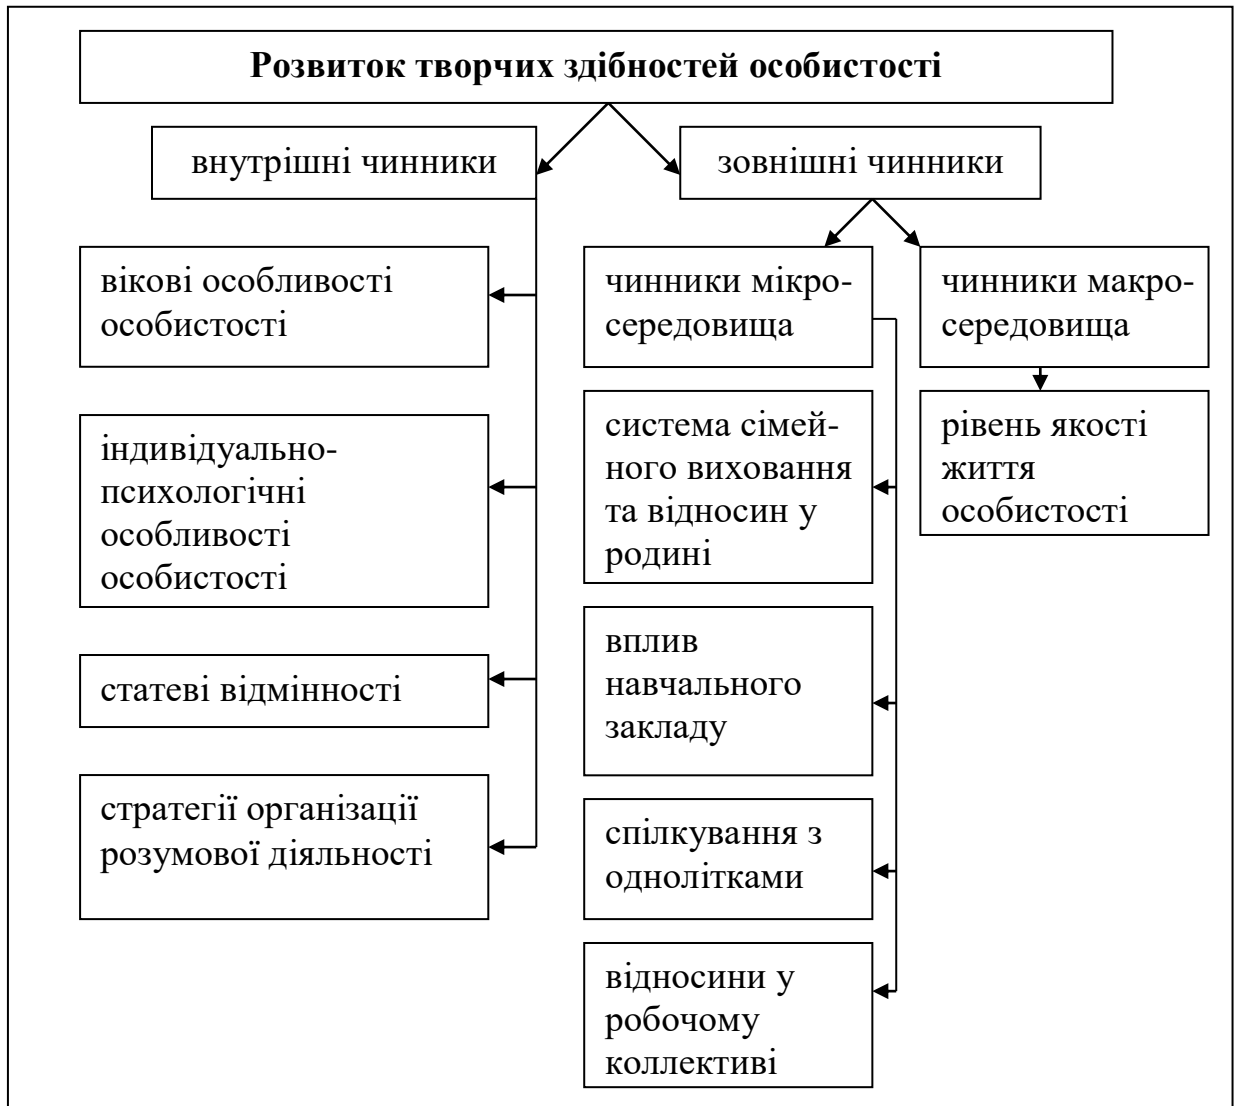 Розвиток творчих здібностей особистості
внутрішні чинники
зовнішні чинники
вікові особливості
особистості
індивідуально-
психологічні
особливості
особистості
статеві відмінності
стратегії організації
розумової діяльності
чинники мікро-
середовища
система сімей-
ного виховання
та відносин у
родині
вплив
навчального
закладу
спілкування з
однолітками
відносини у
робочому
коллективі
чинники макро-
середовища
рівень якості
життя
особистості